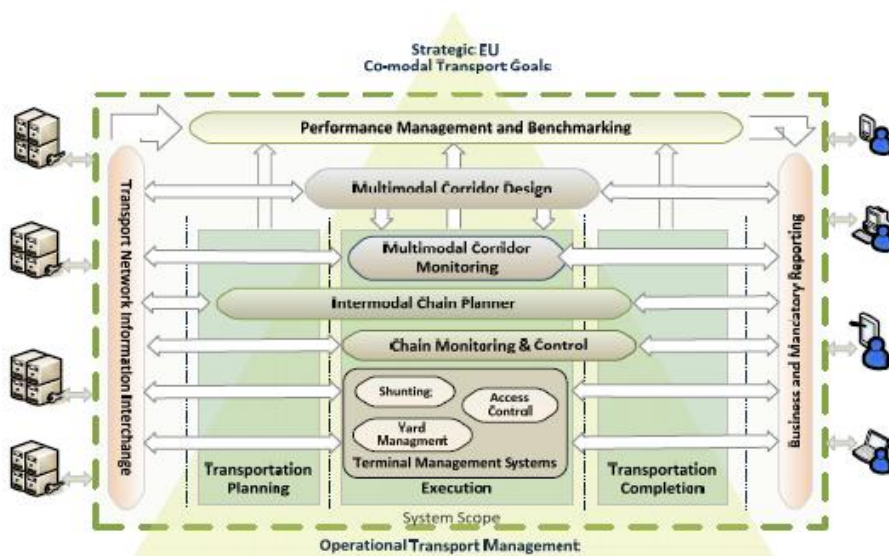 Strategic EU
Co-modal Transport Goals
Performance Management and Benchmarking
Transport Network Information Interchange
Multimodal Corridor Design
Multimodal Corridor
Monitoring
Intermodal Chain Planner
Chain Monitoring & Control
Shunting
Access
Control
Yard
Managment
Terminal Management Systems
Transportation
Planning
Execution
Transportation
Completion
Business and Mandatory Reporting
System Scope
Operational Transport Management